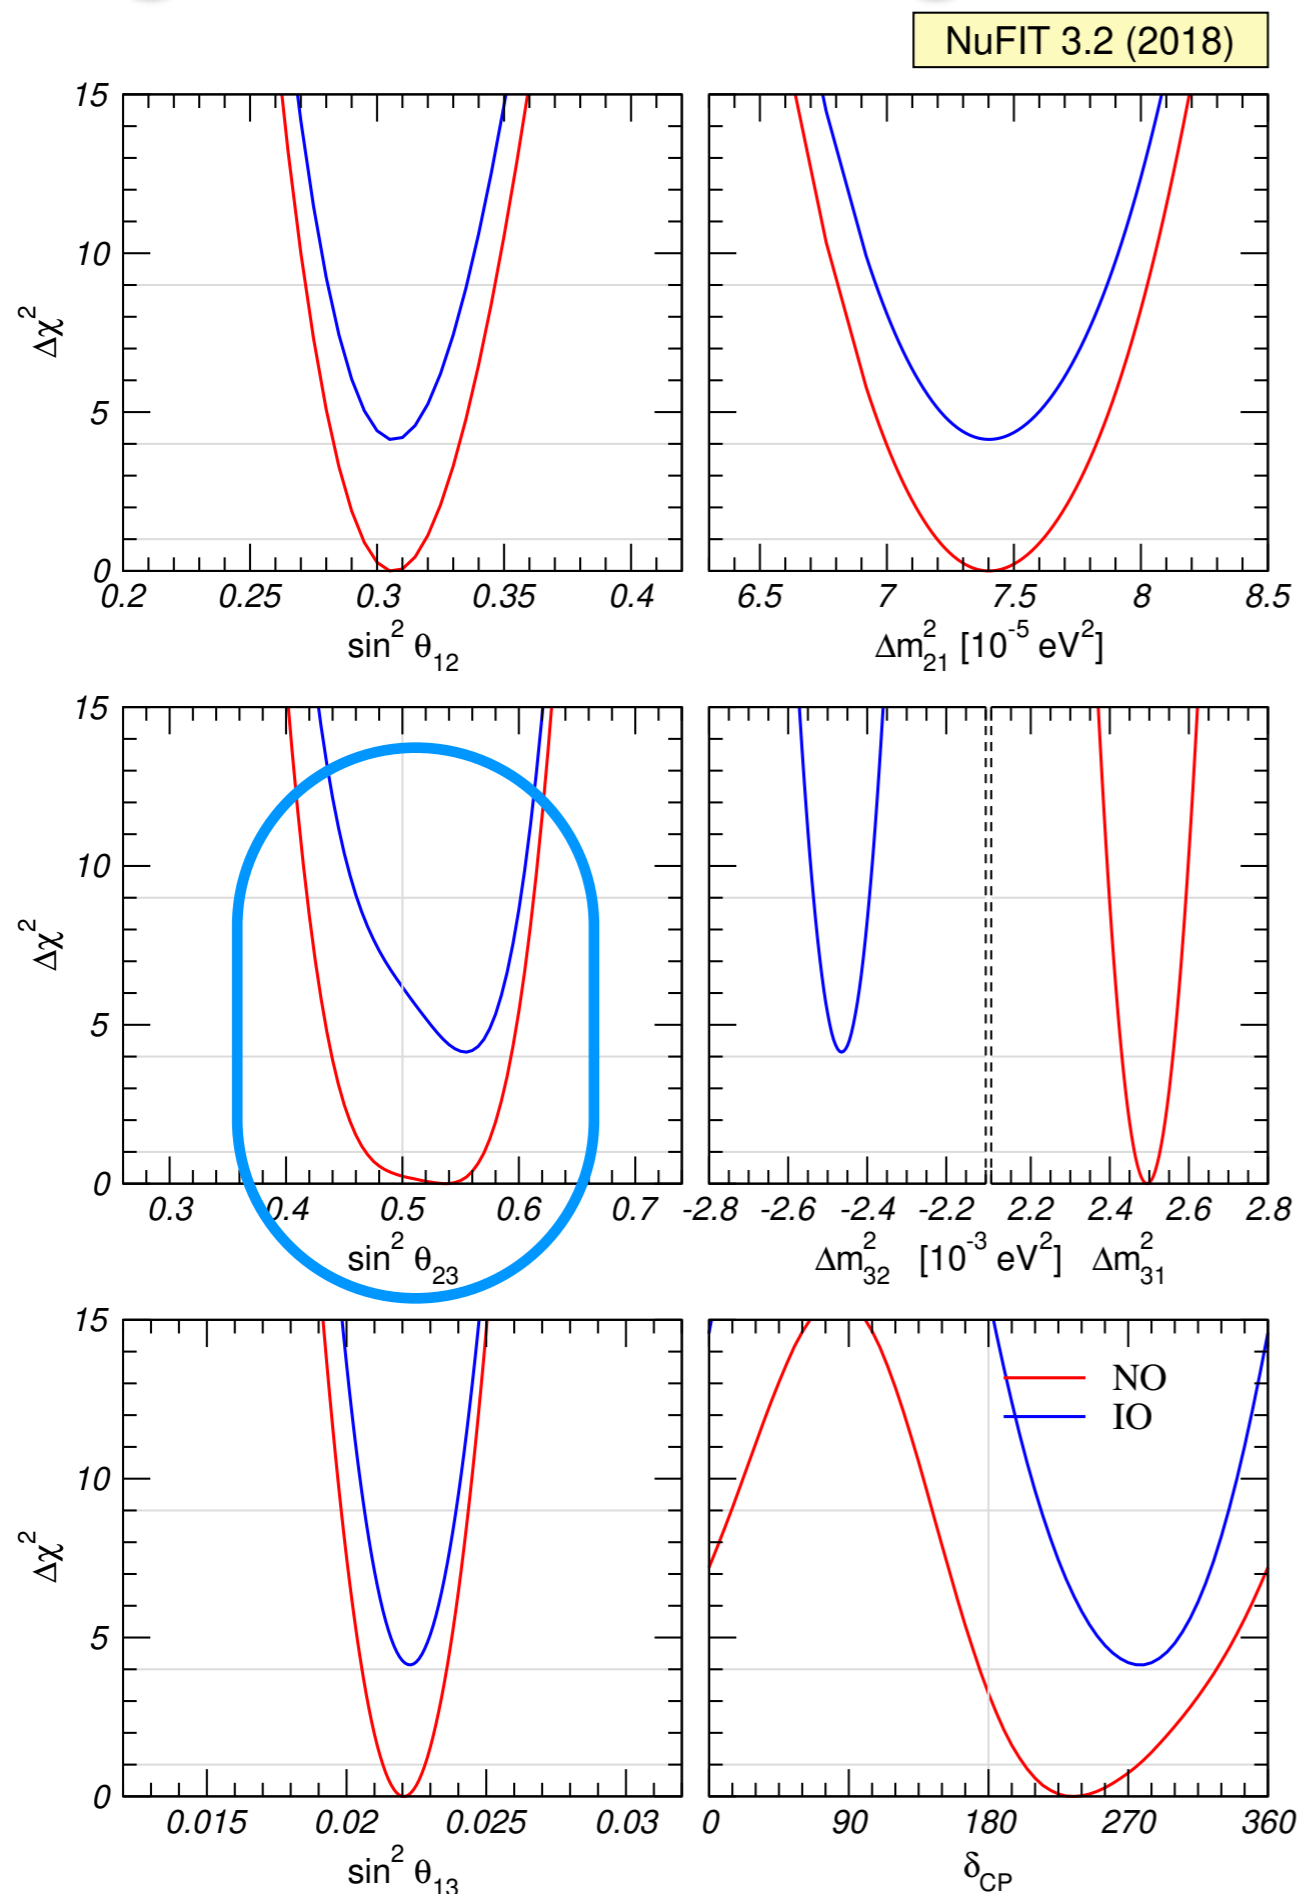 NuFIT 3.2 (2018)
15
10
5
0
Δχ²
0.2 0.25 0.3 0.35 0.4
sin² θ₁₂
6.5 7 7.5 8 8.5
Δm²₂₁ [10⁻⁵ eV²]
15
10
5
0
Δχ²
0.3 0.4 0.5 0.6 0.7
sin² θ₂₃
-2.8 -2.6 -2.4 -2.2 2.2 2.4 2.6 2.8
Δm²₃₂ [10⁻³ eV²] Δm²₃₁
15
10
5
0
Δχ²
0.015 0.02 0.025 0.03
sin² θ₁₃
NO
IO
0 90 180 270 360
δCP